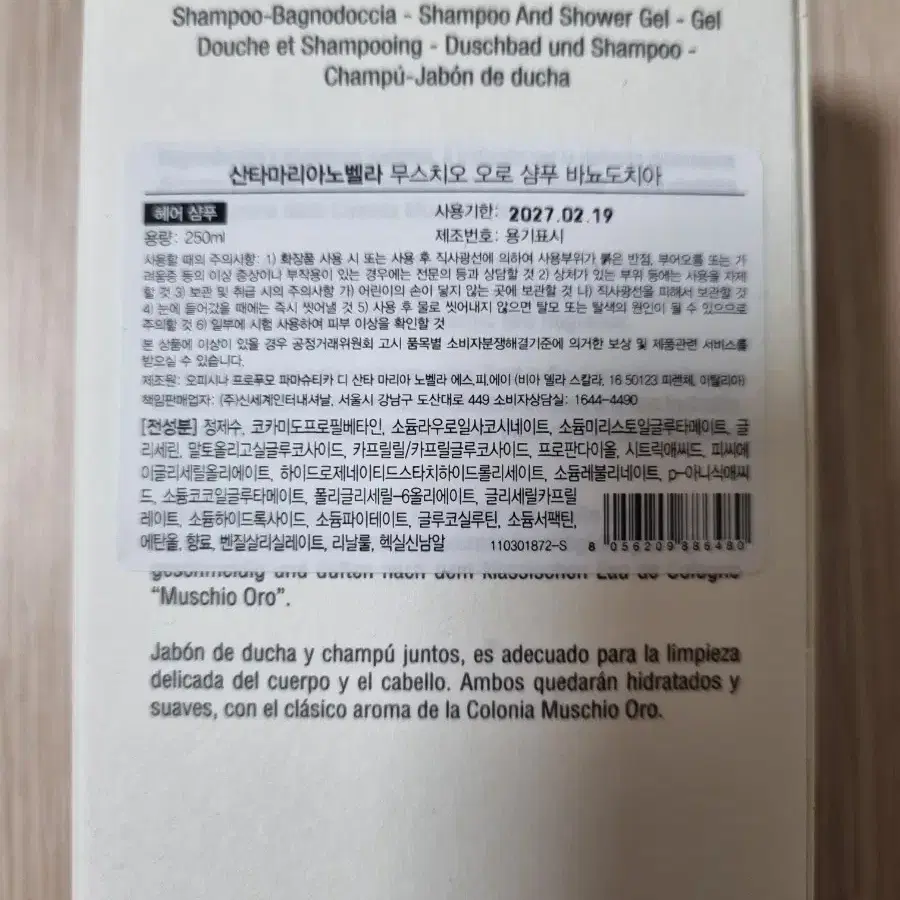 Shampoo-Bagnodoccia - Shampoo And Shower Gel - Gel
Douche et Shampooing - Duschbad und Shampoo -
Champú-Jabón de ducha
산타마리아노벨라 무스치오 오로 샴푸 바뇨도치아
헤어 샴푸
사용기한: 2027.02.19
용량: 250ml
제조번호: 용기표시
사용할 때의 주의사항: 1) 화장품 사용 시 또는 사용 후 직사광선에 의하여 사용부위가 붉은 반점, 부어오름 또는 가
려움증 등의 이상 증상이나 부작용이 있는 경우에는 전문의 등과 상담할 것 2) 상처가 있는 부위 등에는 사용을 자제
할 것 3) 보관 및 취급 시의 주의사항 가) 어린이의 손이 닿지 않는 곳에 보관할 것 나) 직사광선을 피해서 보관할 것
4) 눈에 들어갔을 때에는 즉시 씻어낼 것 5) 사용 후 물로 씻어내지 않으면 탈모 또는 탈색의 원인이 될 수 있으므로
주의할 것 6) 일부에 시험 사용하여 피부 이상을 확인할 것
본 상품에 이상이 있을 경우 공정거래위원회 고시 품목별 소비자분쟁해결기준에 의거한 보상 및 제품관련 서비스를
받으실 수 있습니다.
제조원: 오피시나 프로푸모 파마슈티카 디 산타 마리아 노벨라 에스.피.에이 (비아 델라 스칼라, 16 50123 피렌체, 이탈리아)
책임판매업자: (주)신세계인터내셔날, 서울시 강남구 도산대로 449 소비자상담실: 1644-4490
[전성분] 정제수, 코카미도프로필베타인, 소듐라우로일사코시네이트, 소듐미리스토일글루타메이트, 글
리세린, 말토올리고실글루코사이드, 카프릴릴/카프릴글루코사이드, 프로판다이올, 시트릭애씨드, 피씨에
이글리세릴올리에이트, 하이드로제네이티드스타치하이드롤리세이트, 소듐레불리네이트, p-아니식애씨
드, 소듐코코일글루타메이트, 폴리글리세릴-6올리에이트, 글리세릴카프릴
레이트, 소듐하이드록사이드, 소듐파이테이트, 글루코실루틴, 소듐서팩틴,
에탄올, 향료, 벤질살리실레이트, 리날룰, 헥실신남알
110301872-S
8 056209 886480
geschmeidig und duften nach dem klassischen Eau de Cologne
“Muschio Oro”.
Jabón de ducha y champú juntos, es adecuado para la limpieza
delicada del cuerpo y el cabello. Ambos quedarán hidratados y
suaves, con el clásico aroma de la Colonia Muschio Oro.